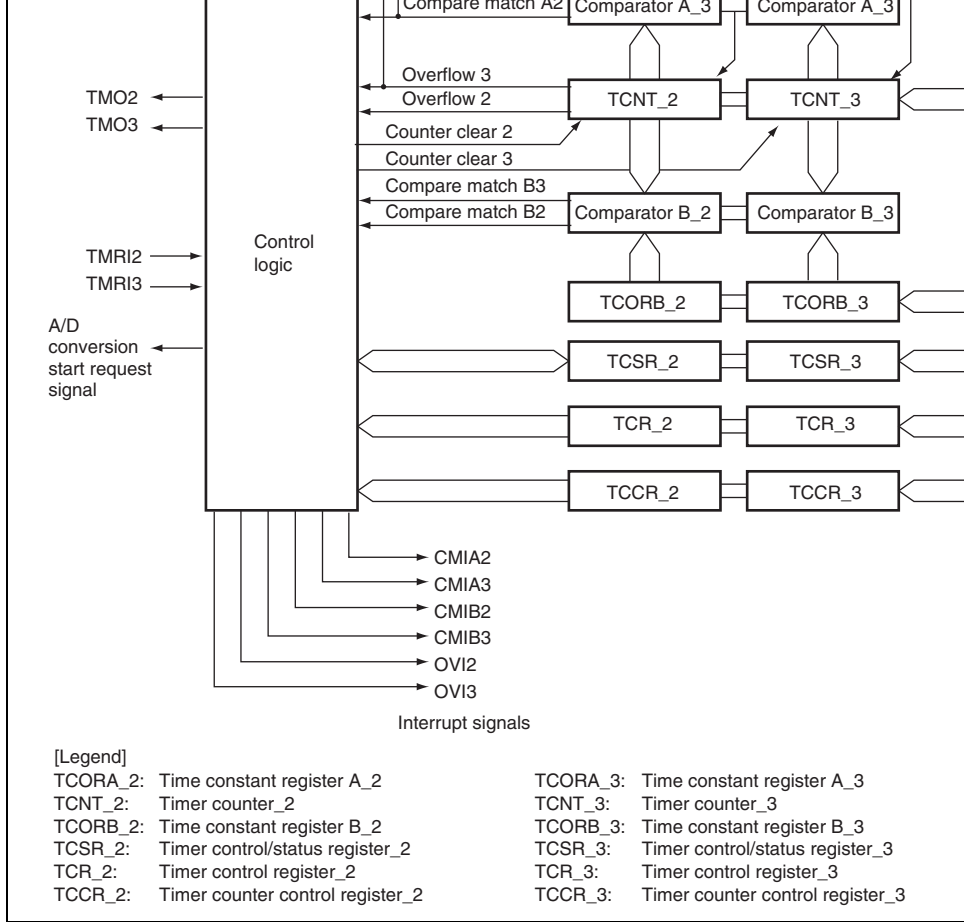 Compare match A2
Comparator A_3
Comparator A_3
Overflow 3
Overflow 2
TMO2
TMO3
TCNT_2
TCNT_3
Counter clear 2
Counter clear 3
Compare match B3
Compare match B2
Comparator B_2
Comparator B_3
Control
logic
TMRI2
TMRI3
TCORB_2
TCORB_3
A/D
conversion
start request
signal
TCSR_2
TCSR_3
TCR_2
TCR_3
TCCR_2
TCCR_3
CMIA2
CMIA3
CMIB2
CMIB3
OVI2
OVI3
Interrupt signals
[Legend]
TCORA_2: Time constant register A_2
TCNT_2: Timer counter_2
TCORB_2: Time constant register B_2
TCSR_2: Timer control/status register_2
TCR_2: Timer control register_2
TCCR_2: Timer counter control register_2
TCORA_3: Time constant register A_3
TCNT_3: Timer counter_3
TCORB_3: Time constant register B_3
TCSR_3: Timer control/status register_3
TCR_3: Timer control register_3
TCCR_3: Timer counter control register_3